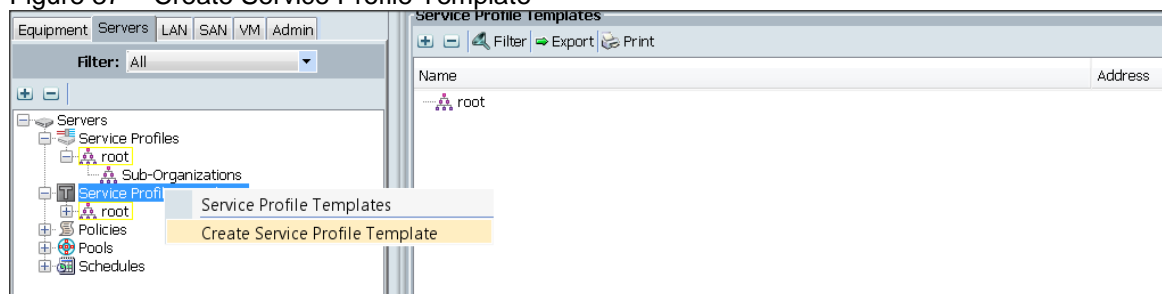 Figure 37 Create Service Profile Template
Equipment Servers LAN SAN VM Admin
Filter: All
Servers
Service Profiles
root
Sub-Organizations
Service Profil
root
Policies
Pools
Schedules
Service Profile Templates
Create Service Profile Template
Service Profile Templates
Filter Export Print
Name Address
root